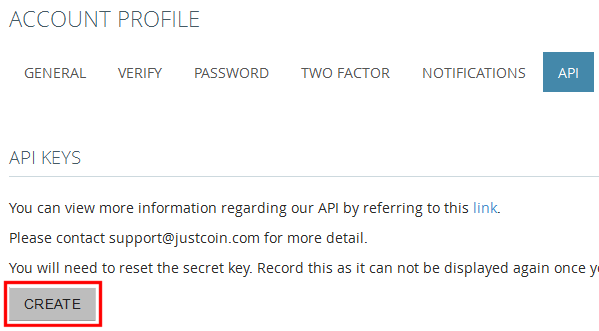 ACCOUNT PROFILE
GENERAL VERIFY PASSWORD TWO FACTOR NOTIFICATIONS API
API KEYS
You can view more information regarding our API by referring to this link.
Please contact support@justcoin.com for more detail.
You will need to reset the secret key. Record this as it can not be displayed again once
CREATE